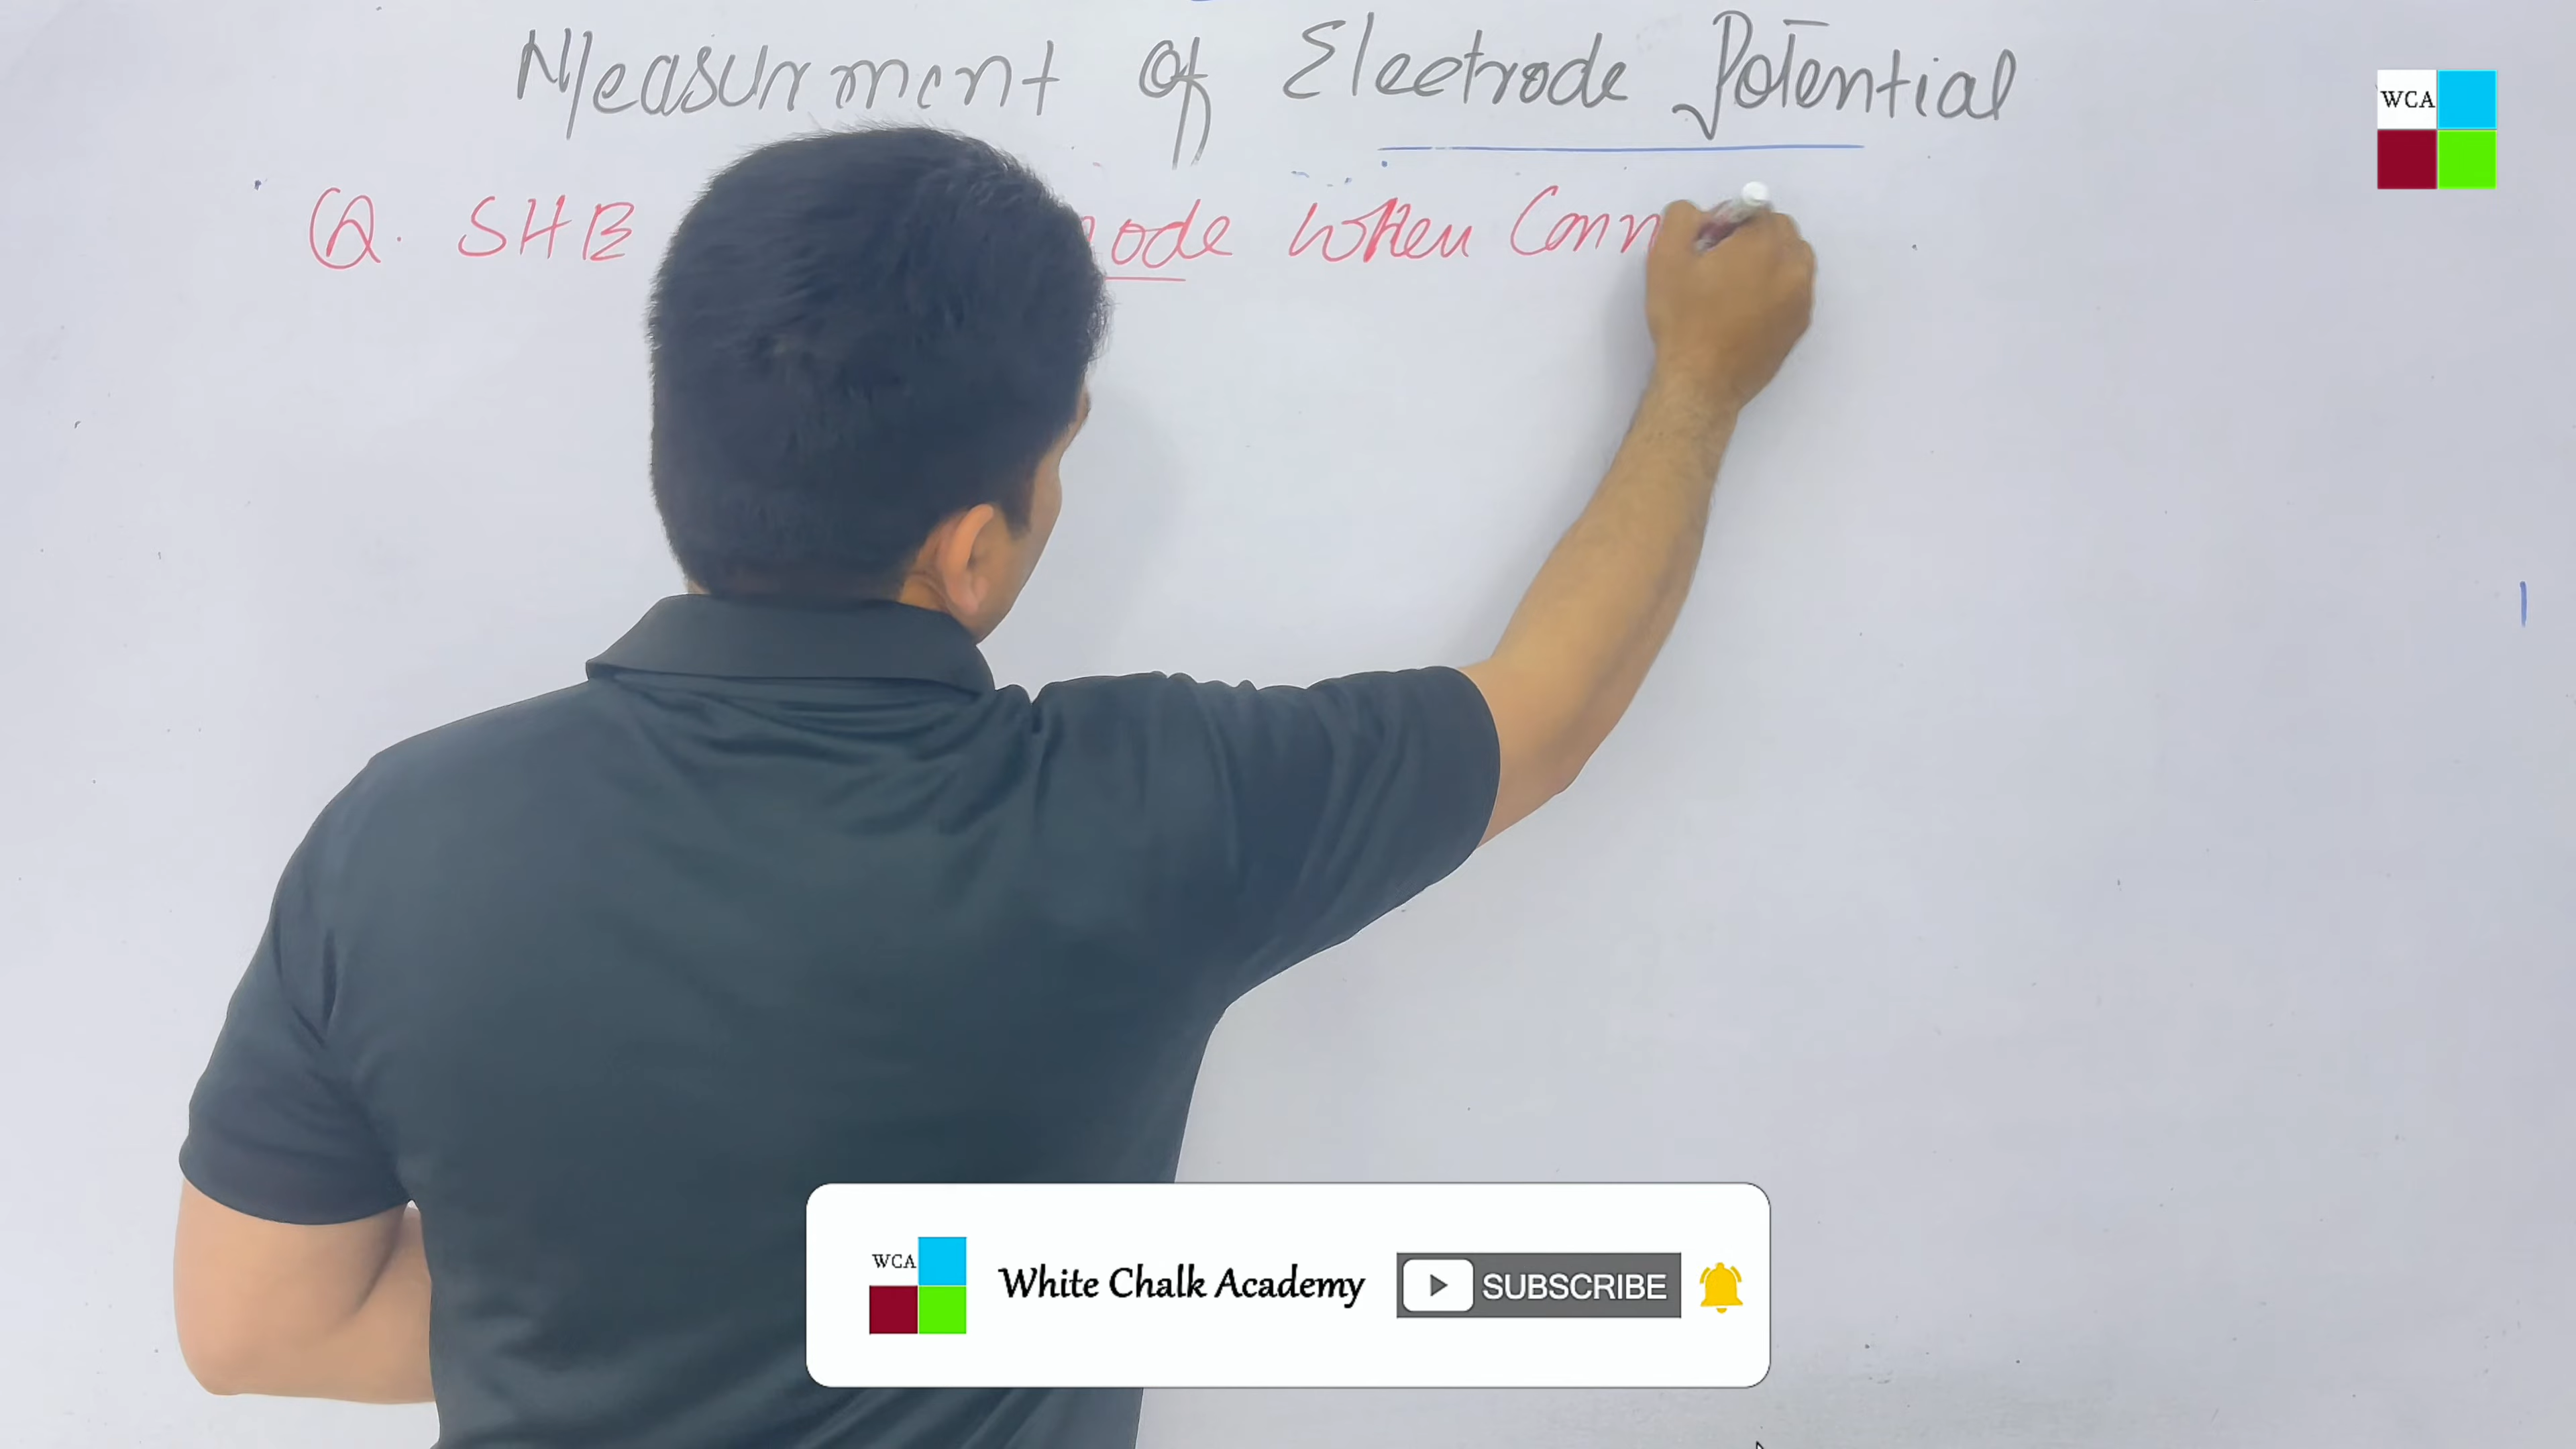 Measurment Of Electrode Potential
WCA
Q. SHE ode When Conn
WCA
White Chalk Academy
SUBSCRIBE